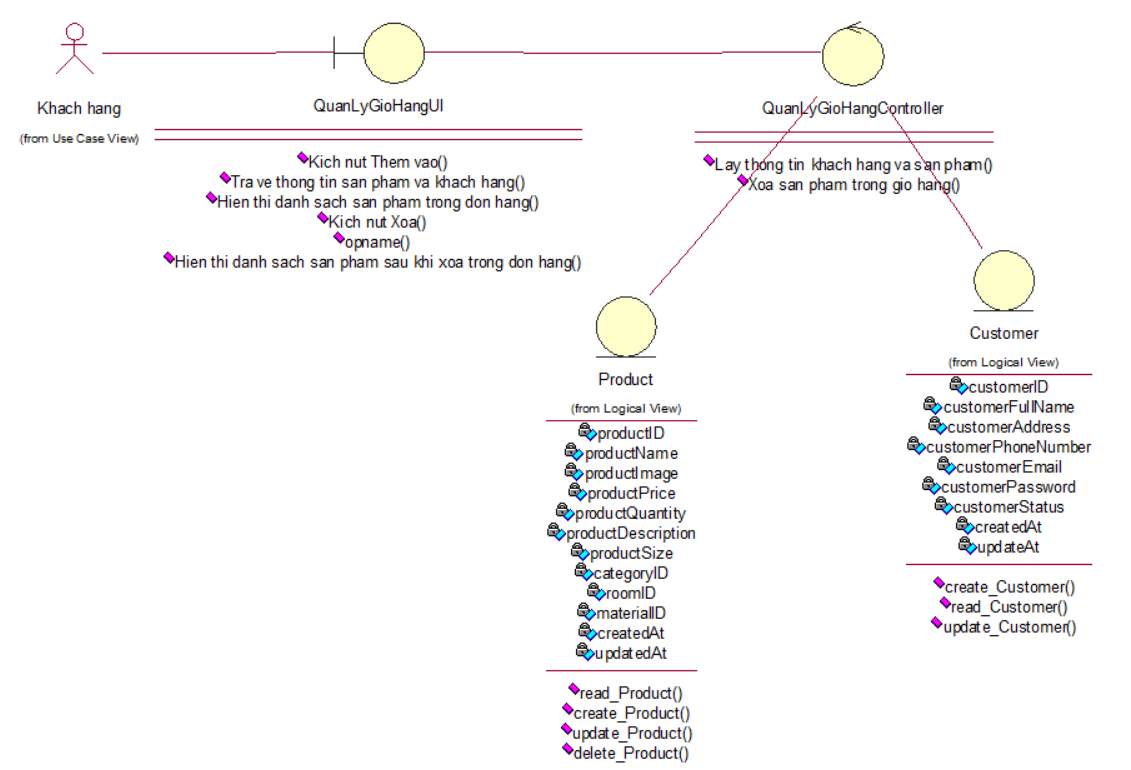 Khach hang
(from Use Case View)
QuanLyGioHangUI
Kich nut Them vao()
Tra ve thong tin san pham va khach hang()
Hien thi danh sach san pham trong don hang()
Kich nut Xoa()
opname()
Hien thi danh sach san pham sau khi xoa trong don hang()
QuanLyGioHangController
Lay thong tin khach hang va san pham()
Xoa san pham trong gio hang()
Product
(from Logical View)
productID
productName
productImage
productPrice
productQuantity
productDescription
productSize
categoryID
roomID
materialID
createdAt
updatedAt
read_Product()
create_Product()
update_Product()
delete_Product()
Customer
(from Logical View)
customerID
customerFullName
customerAddress
customerPhoneNumber
customerEmail
customerPassword
customerStatus
createdAt
updateAt
create_Customer()
read_Customer()
update_Customer()